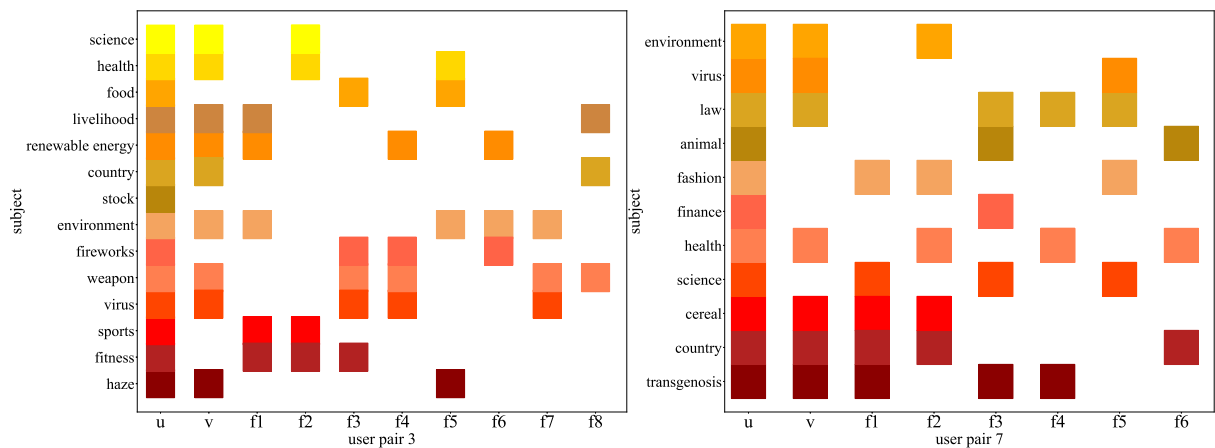 subject
science
health
food
livelihood
renewable energy
country
stock
environment
fireworks
weapon
virus
sports
fitness
haze
u v f1 f2 f3 f4 f5 f6 f7 f8
user pair 3
subject
environment
virus
law
animal
fashion
finance
health
science
cereal
country
transgenosis
u v f1 f2 f3 f4 f5 f6
user pair 7